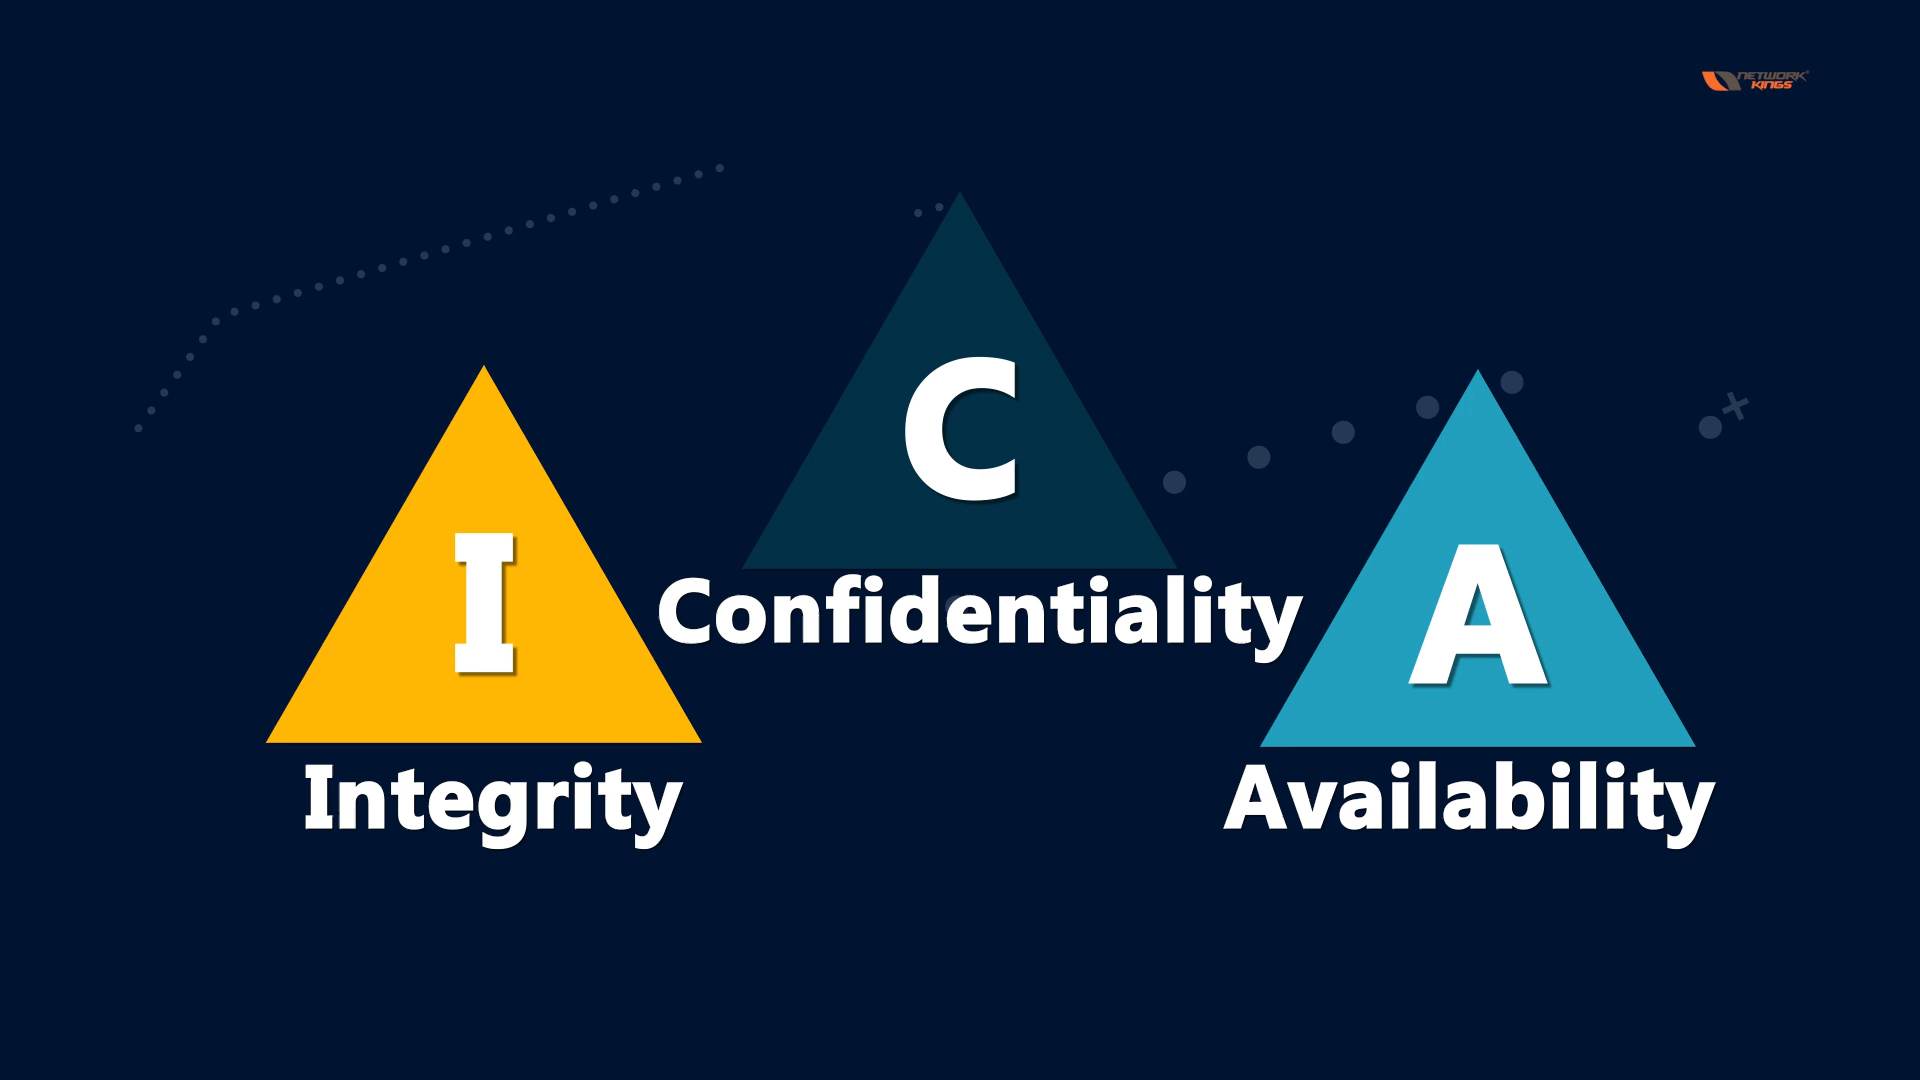 NETWORK
KINGS
C
Confidentiality
I
Integrity
A
Availability